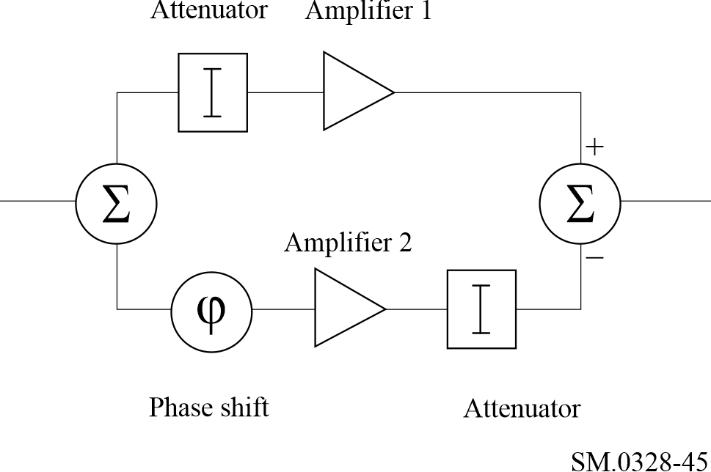 Attenuator Amplifier 1
+
Σ Σ
Amplifier 2
−
φ
Phase shift Attenuator
SM.0328-45